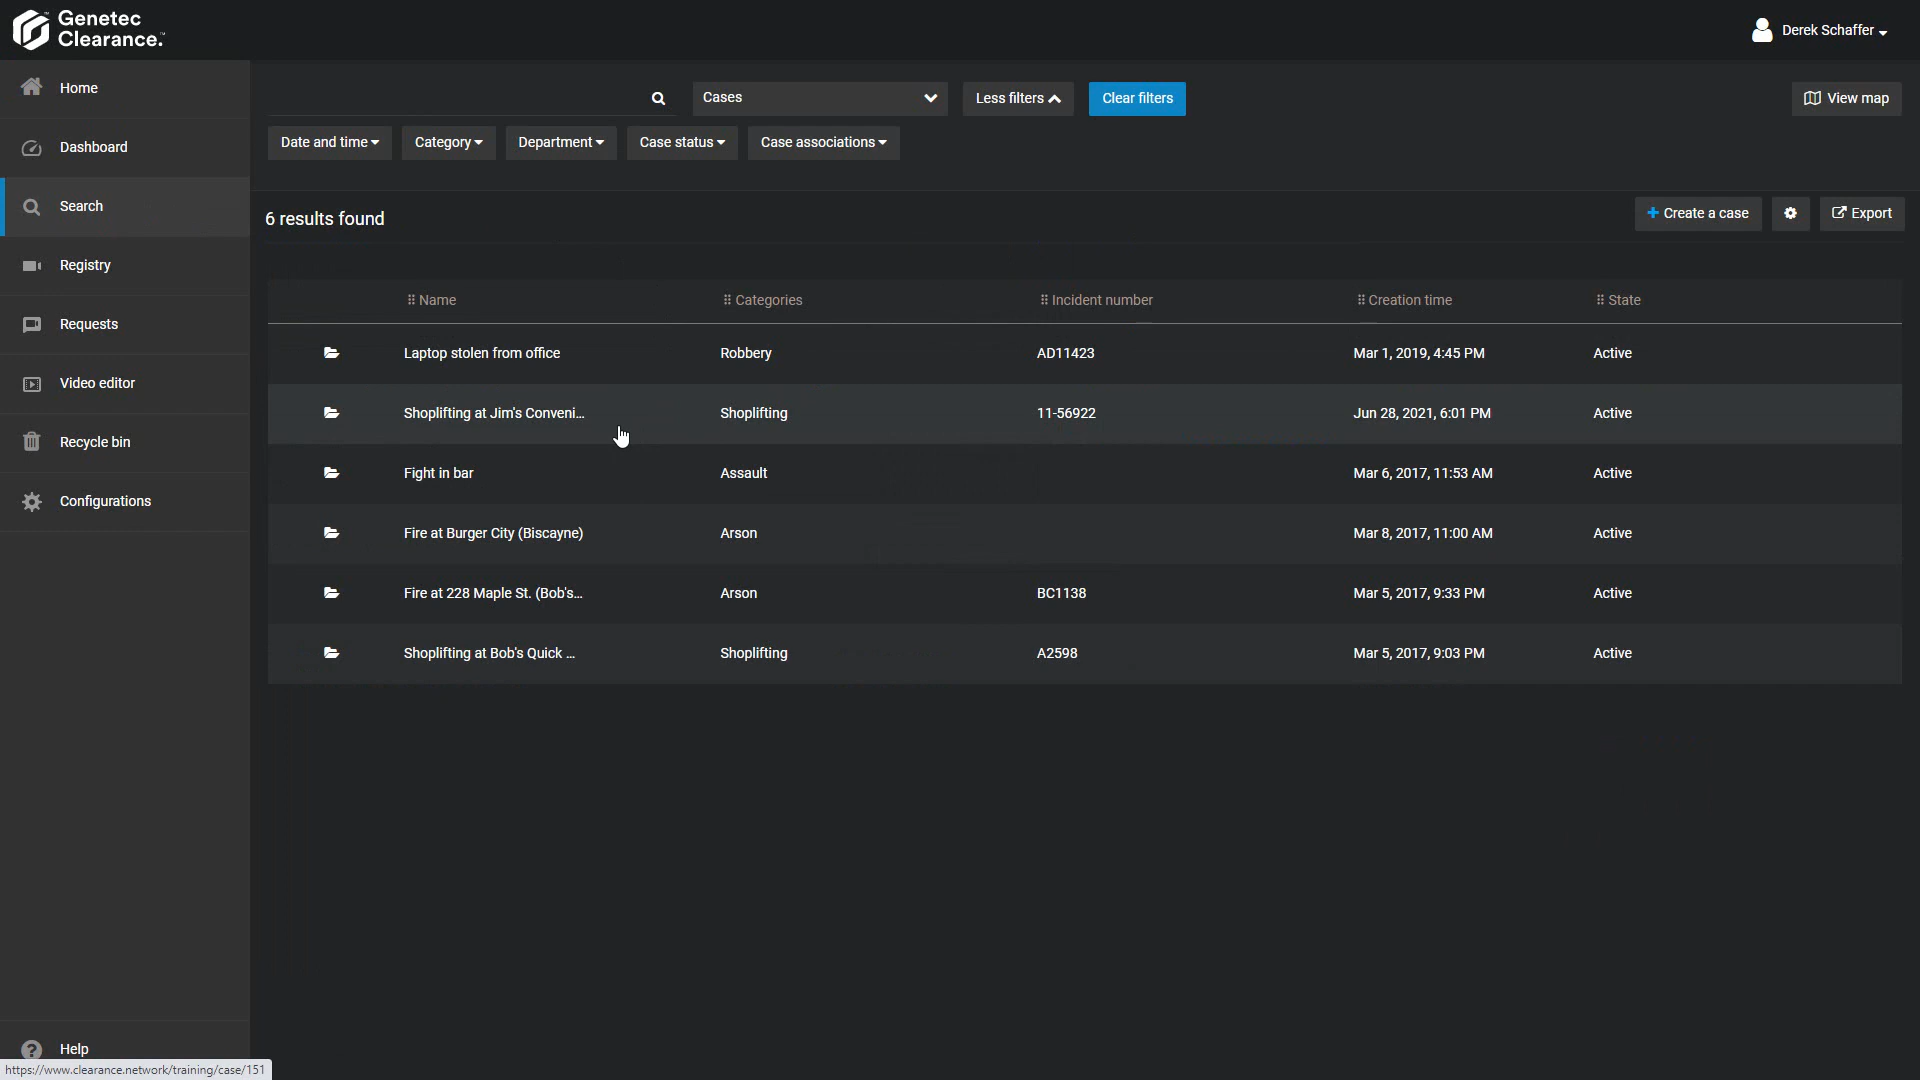 Genetec
Clearance.™
Derek Schaffer
Home
Dashboard
Search
Registry
Requests
Video editor
Recycle bin
Configurations
Help
Cases
Less filters
Clear filters
View map
Date and time
Category
Department
Case status
Case associations
6 results found
+ Create a case
Export
Name Categories Incident number Creation time State
Laptop stolen from office Robbery AD11423 Mar 1, 2019, 4:45 PM Active
Shoplifting at Jim's Conveni... Shoplifting 11-56922 Jun 28, 2021, 6:01 PM Active
Fight in bar Assault Mar 6, 2017, 11:53 AM Active
Fire at Burger City (Biscayne) Arson Mar 8, 2017, 11:00 AM Active
Fire at 228 Maple St. (Bob's... Arson BC1138 Mar 5, 2017, 9:33 PM Active
Shoplifting at Bob's Quick ... Shoplifting A2598 Mar 5, 2017, 9:03 PM Active
https://www.clearance.network/training/case/151